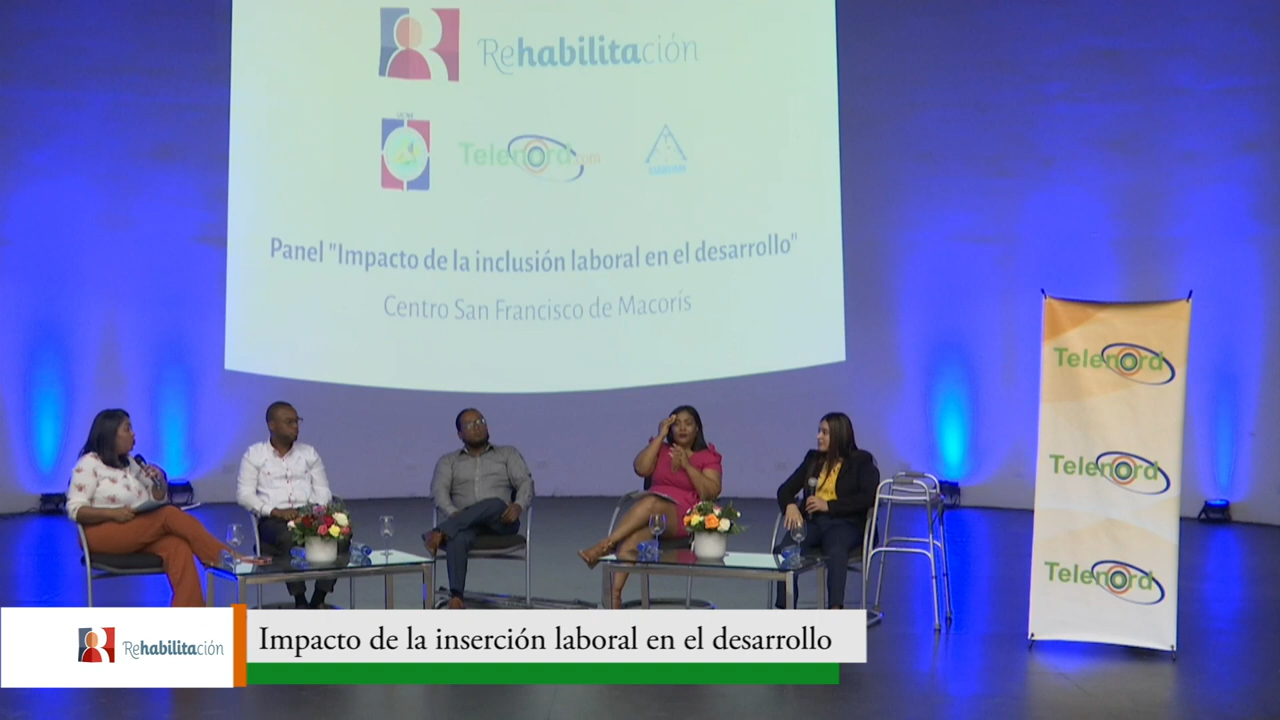 Rehabilitación
Telenord.com
Panel "Impacto de la inclusión laboral en el desarrollo"
Centro San Francisco de Macorís
Telenord
Telenord
Telenord
Rehabilitación
Impacto de la inserción laboral en el desarrollo